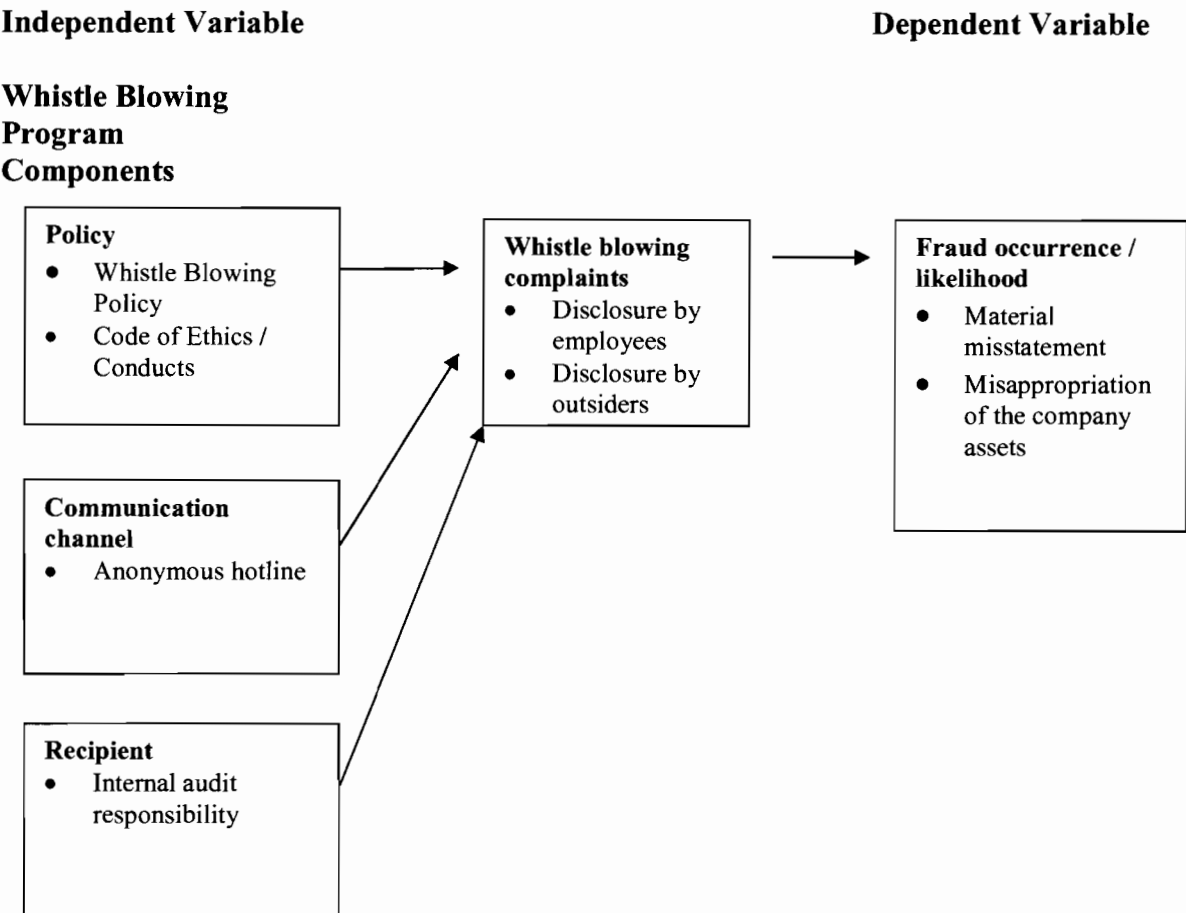 Independent Variable
Dependent Variable
Whistle Blowing
Program
Components
Policy
● Whistle Blowing
Policy
● Code of Ethics /
Conducts
Whistle blowing
complaints
● Disclosure by
employees
● Disclosure by
outsiders
Fraud occurrence /
likelihood
● Material
misstatement
● Misappropriation
of the company
assets
Communication
channel
● Anonymous hotline
Recipient
● Internal audit
responsibility